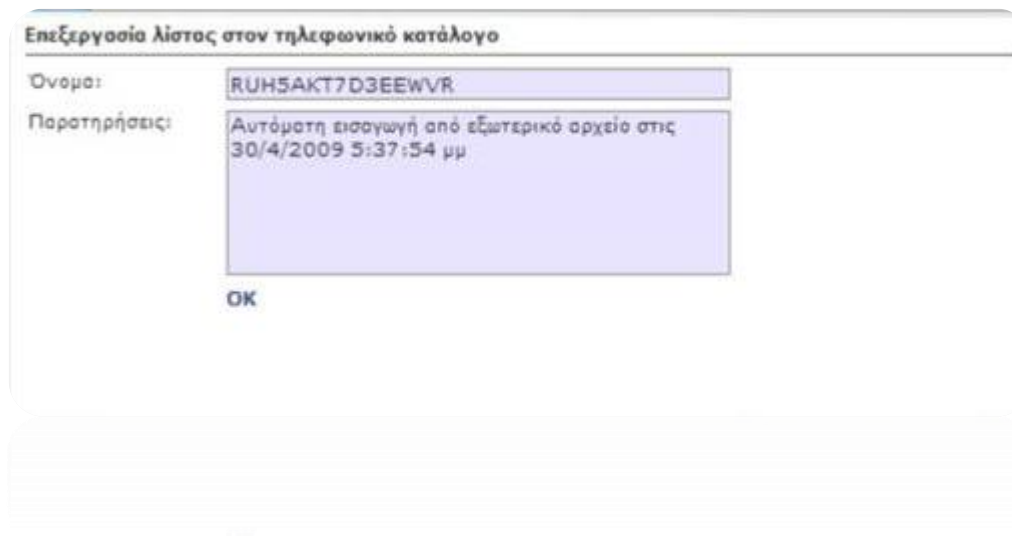 Επεξεργασία λίστας στον τηλεφωνικό κατάλογο
Όνομα:
RUH5AKT7D3EEWVR
Παρατηρήσεις:
Αυτόματη εισαγωγή από εξωτερικό αρχείο στις
30/4/2009 5:37:54 μμ
OK